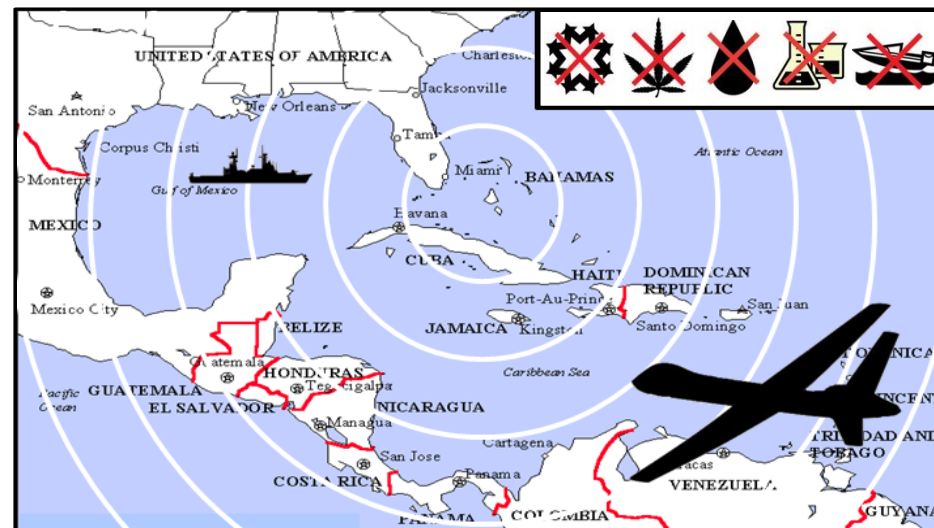 UNITED STATES OF AMERICA
Charleston
San Antonio
New Orleans
Jacksonville
Corpus Christi
Tampa
Atlantic Ocean
Monterrey
Gulf of Mexico
Miami
BAHAMAS
MEXICO
Havana
CUBA
HAITI
DOMINICAN
REPUBLIC
Mexico City
Port-Au-Prince
San Juan
BELIZE
JAMAICA
Kingston
Santo Domingo
Guatemala
HONDURAS
Caribbean Sea
Pacific
Ocean
GUATEMALA
Tegucigalpa
EL SALVADOR
NICARAGUA
Managua
Cartagena
TRINIDAD AND
TOBAGO
San Jose
Panama
COSTA RICA
VENEZUELA
PANAMA
COLOMBIA
GUYANA